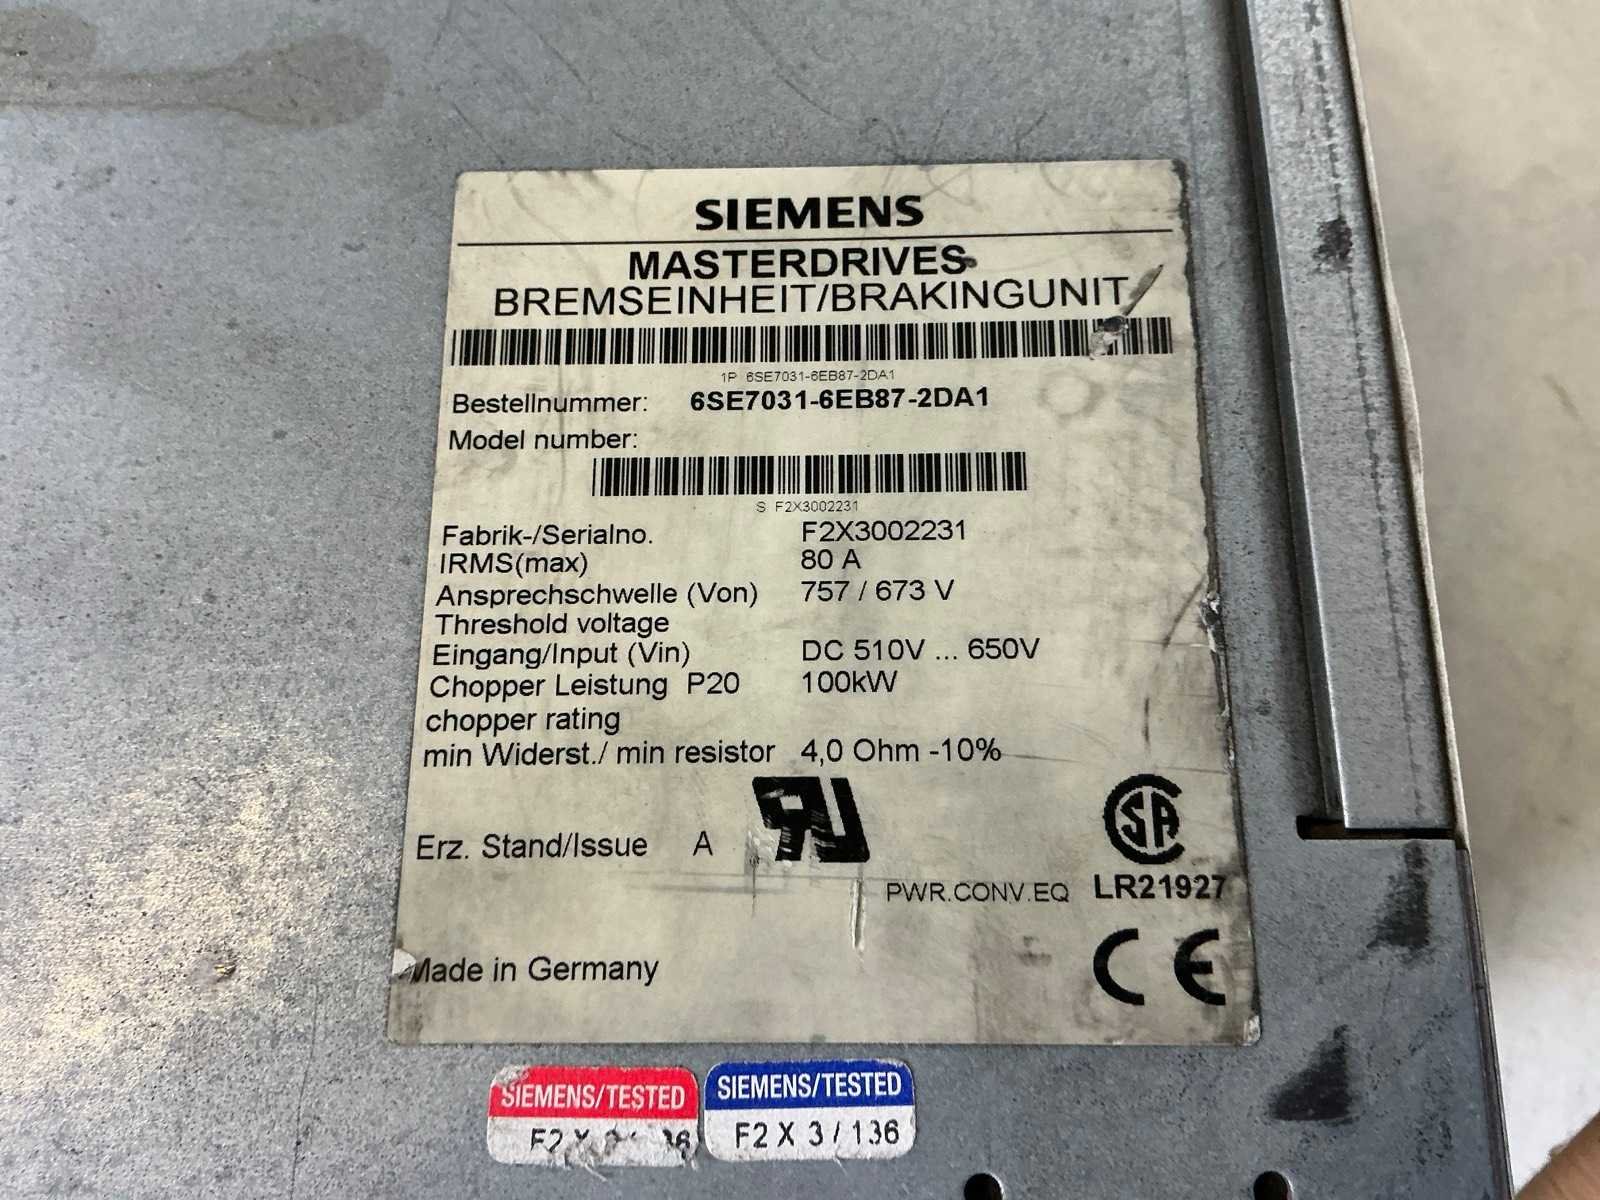 SIEMENS
MASTERDRIVES
BREMSEINHEIT/BRAKINGUNIT
1P 6SE7031-6EB87-2DA1
Bestellnummer: 6SE7031-6EB87-2DA1
Model number:
S F2X3002231
Fabrik-/Serialno. F2X3002231
IRMS(max) 80 A
Ansprechschwelle (Von) 757 / 673 V
Threshold voltage
Eingang/Input (Vin) DC 510V ... 650V
Chopper Leistung P20 100kW
chopper rating
min Widerst./ min resistor 4,0 Ohm -10%
Erz. Stand/Issue A
PWR.CONV.EQ LR21927
Made in Germany
CE
SIEMENS/TESTED
F2 X
SIEMENS/TESTED
F2 X 3 / 136